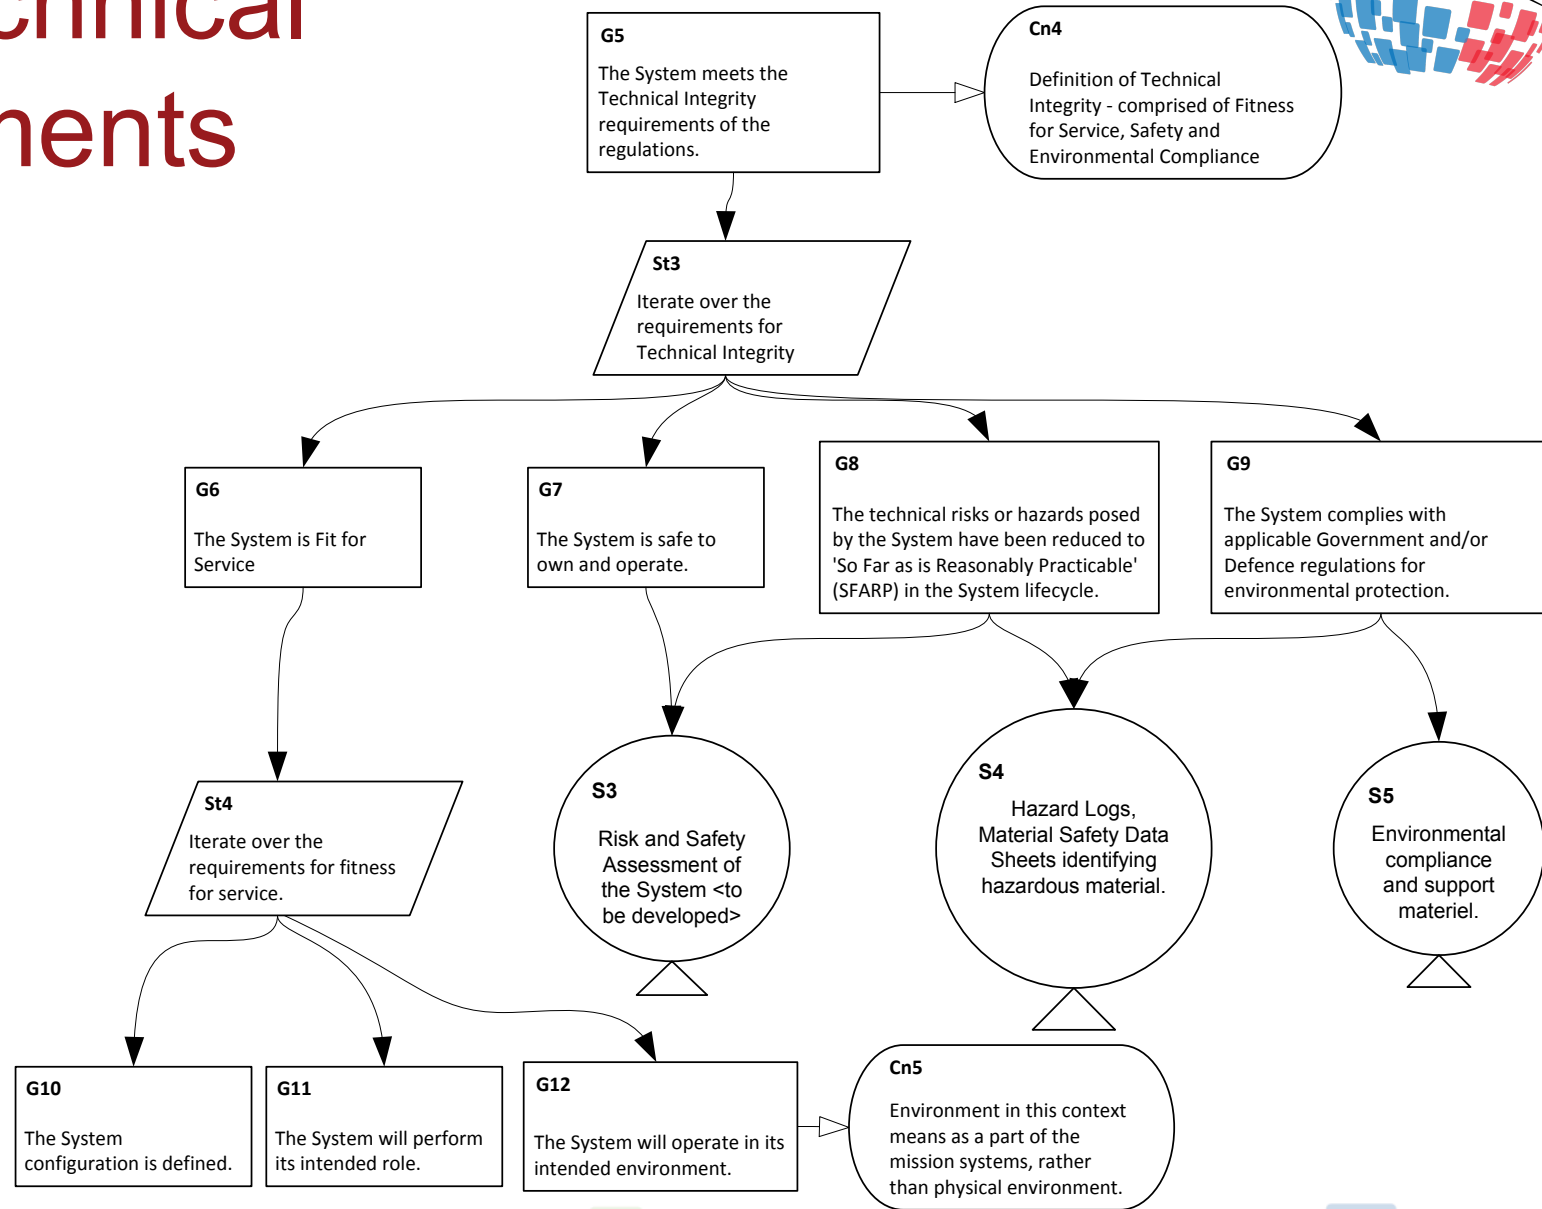 chnical
nents
G5
The System meets the
Technical Integrity
requirements of the
regulations.
Cn4
Definition of Technical
Integrity - comprised of Fitness
for Service, Safety and
Environmental Compliance
St3
Iterate over the
requirements for
Technical Integrity
G6
The System is Fit for
Service
G7
The System is safe to
own and operate.
G8
The technical risks or hazards posed
by the System have been reduced to
'So Far as is Reasonably Practicable'
(SFARP) in the System lifecycle.
G9
The System complies with
applicable Government and/or
Defence regulations for
environmental protection.
St4
Iterate over the
requirements for fitness
for service.
S3
Risk and Safety
Assessment of
the System <to
be developed>
S4
Hazard Logs,
Material Safety Data
Sheets identifying
hazardous material.
S5
Environmental
compliance
and support
materiel.
G10
The System
configuration is defined.
G11
The System will perform
its intended role.
G12
The System will operate in its
intended environment.
Cn5
Environment in this context
means as a part of the
mission systems, rather
than physical environment.